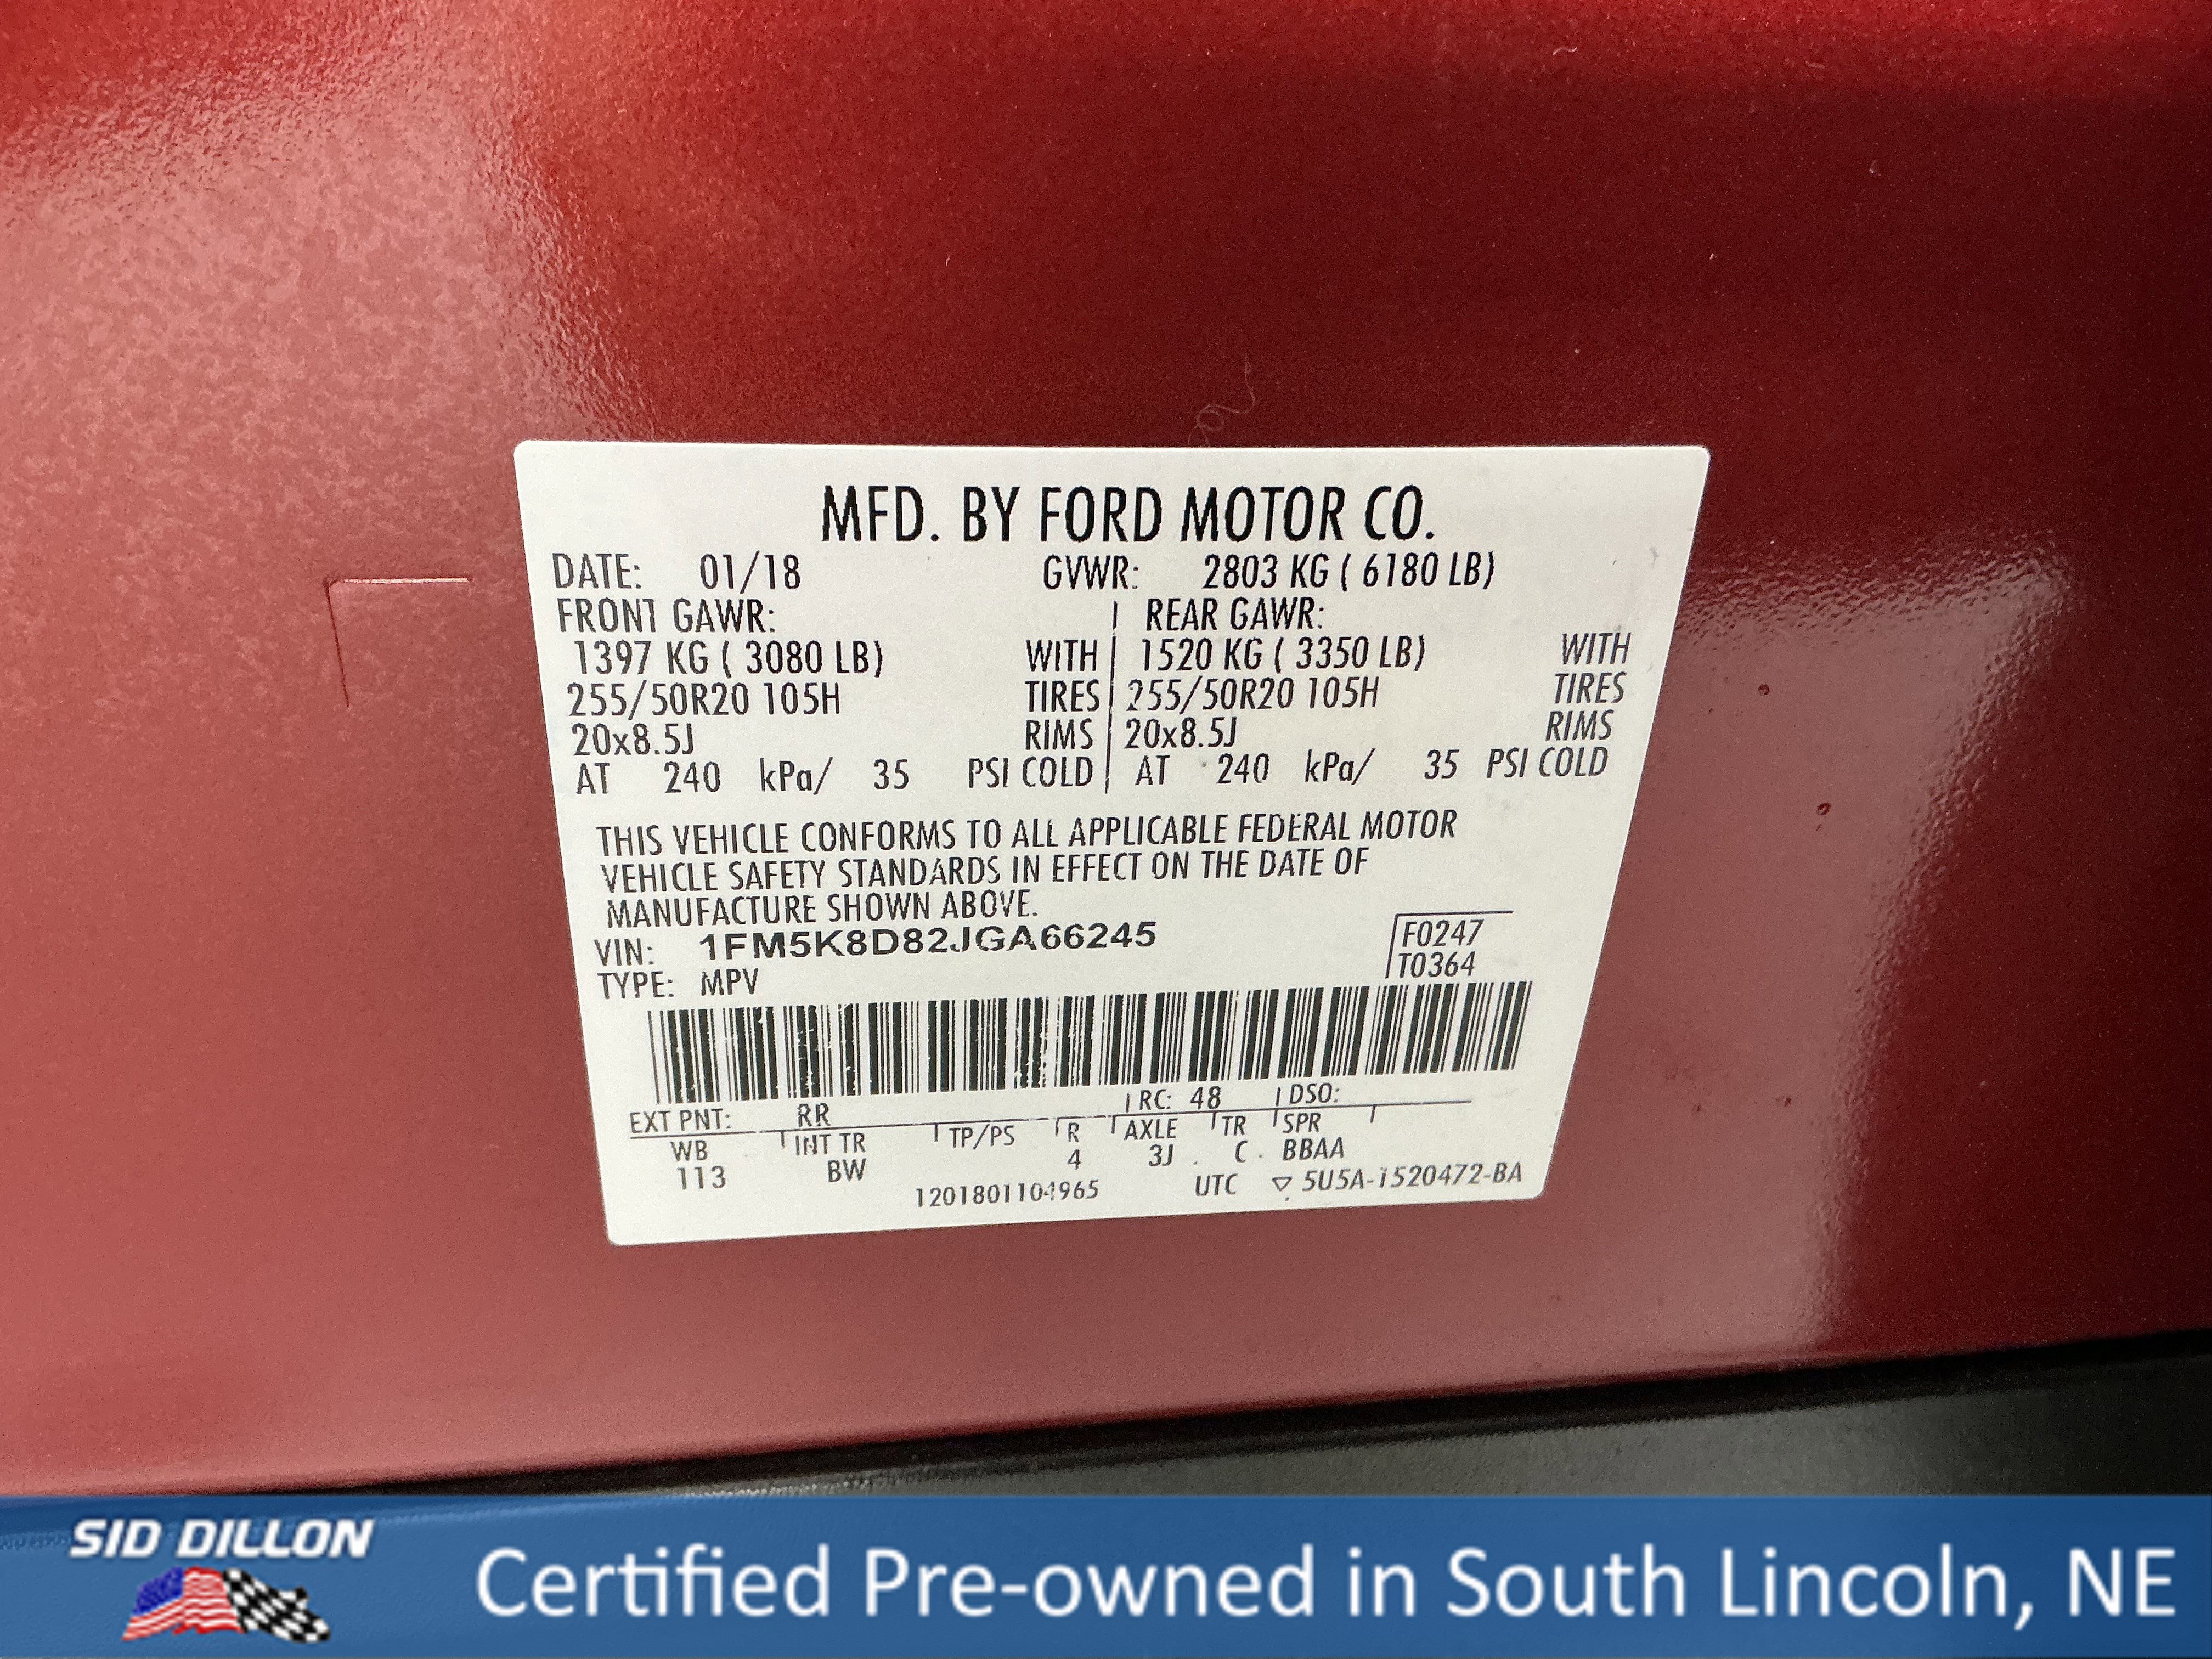 MFD. BY FORD MOTOR CO.
DATE: 01/18 GVWR: 2803 KG ( 6180 LB)
FRONT GAWR: | REAR GAWR:
1397 KG ( 3080 LB) WITH | 1520 KG ( 3350 LB) WITH
255/50R20 105H TIRES | 255/50R20 105H TIRES
20x8.5J RIMS | 20x8.5J RIMS
AT 240 kPa/ 35 PSI COLD | AT 240 kPa/ 35 PSI COLD
THIS VEHICLE CONFORMS TO ALL APPLICABLE FEDERAL MOTOR
VEHICLE SAFETY STANDARDS IN EFFECT ON THE DATE OF
MANUFACTURE SHOWN ABOVE.
VIN: 1FM5K8D82JGA66245 F0247
TYPE: MPV T0364
EXT PNT: RR | RC: 48 | DSO:
WB | INT TR | TP/PS | R | AXLE | TR | SPR
113 BW 4 3J C BBAA
1201801104965 UTC ▽ 5U5A-1520472-BA
SID DILLON
Certified Pre-owned in South Lincoln, NE